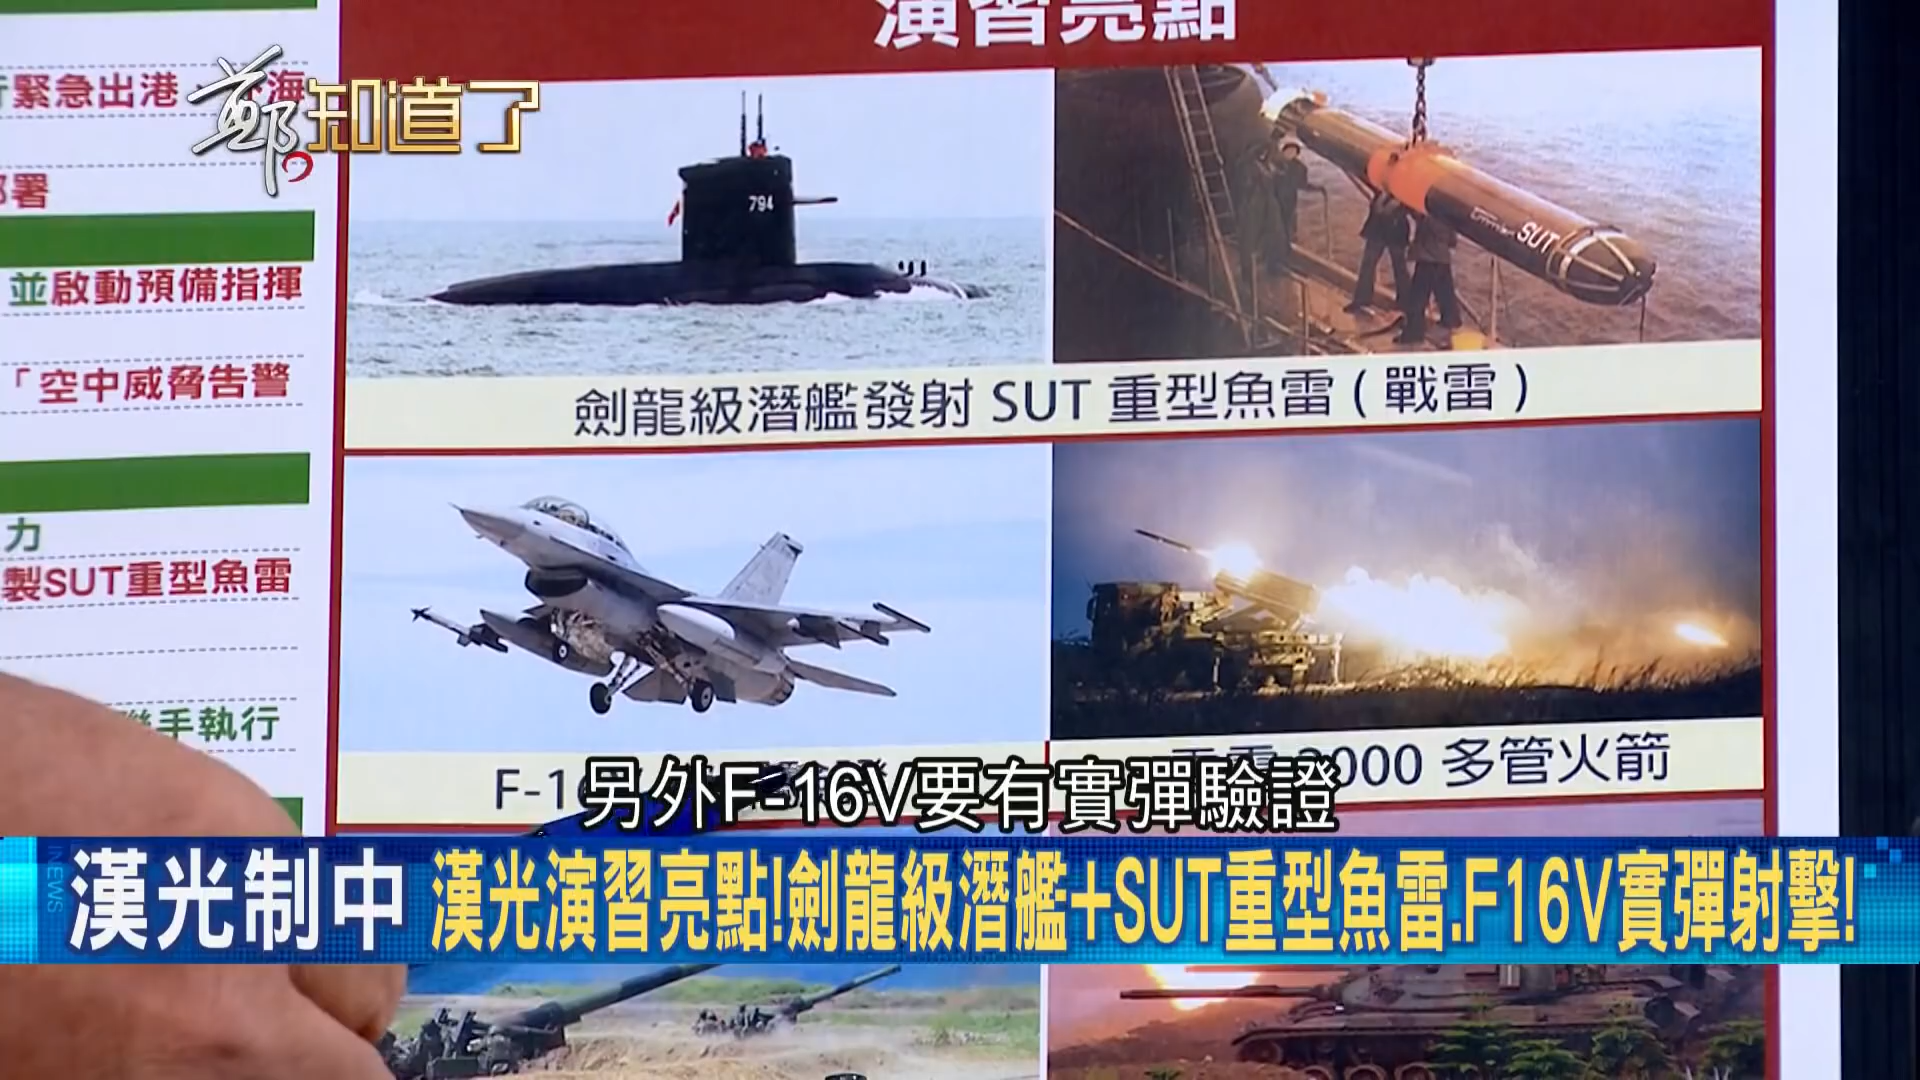 演習亮點
緊急出港
海
鄭知道了
署
794
SUT
並啟動預備指揮
「空中威脅告警
劍龍級潛艦發射 SUT 重型魚雷 ( 戰雷 )
力
製SUT重型魚雷
手執行
F-16
2000 多管火箭
另外F-16V要有實彈驗證
INEWS
漢光制中
漢光演習亮點!劍龍級潛艦+SUT重型魚雷.F16V實彈射擊!